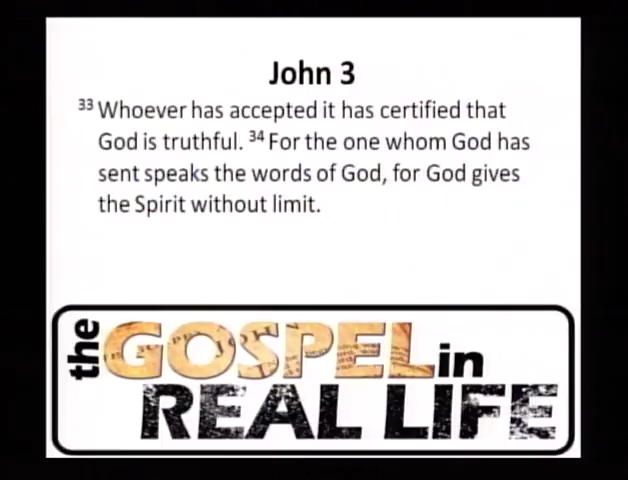 John 3
³³ Whoever has accepted it has certified that
God is truthful. ³⁴ For the one whom God has
sent speaks the words of God, for God gives
the Spirit without limit.
the GOSPEL in
REAL LIFE